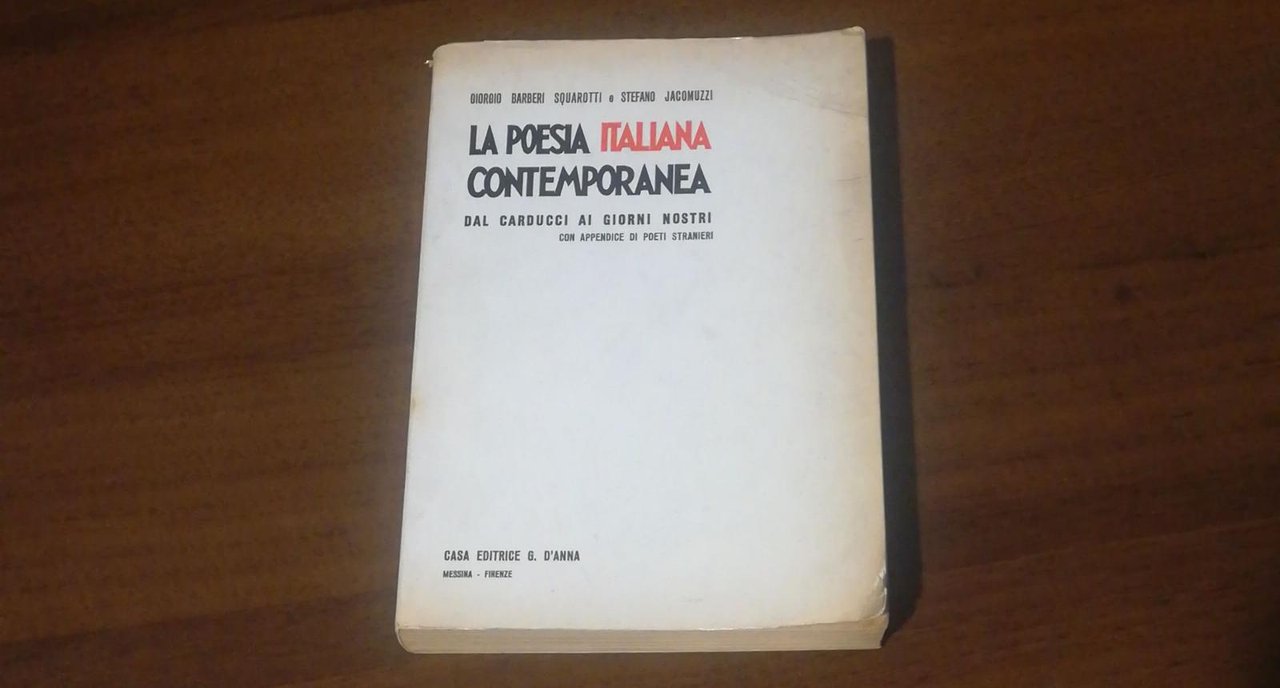 GIORGIO BARBERI SQUAROTTI e STEFANO JACOMUZZI
LA POESIA ITALIANA
CONTEMPORANEA
DAL CARDUCCI AI GIORNI NOSTRI
CON APPENDICE DI POETI STRANIERI
CASA EDITRICE G. D'ANNA
MESSINA - FIRENZE